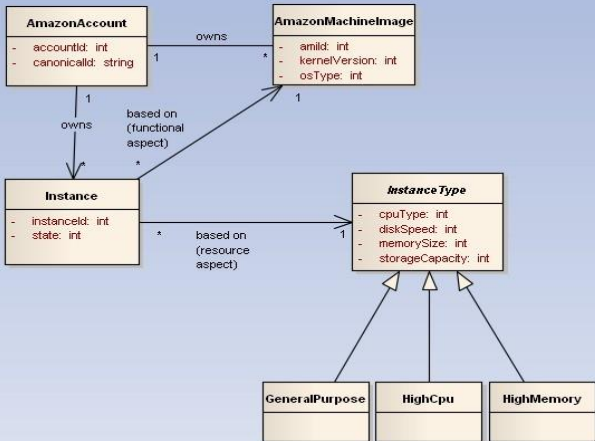 AmazonAccount
- accountId: int
- canonicalId: string
1
owns
1
*
AmazonMachineImage
- amiId: int
- kernelVersion: int
- osType: int
1
owns
*
based on
(functional
aspect)
*
1
Instance
- instanceId: int
- state: int
*
based on
(resource
aspect)
1
InstanceType
- cpuType: int
- diskSpeed: int
- memorySize: int
- storageCapacity: int
GeneralPurpose
HighCpu
HighMemory